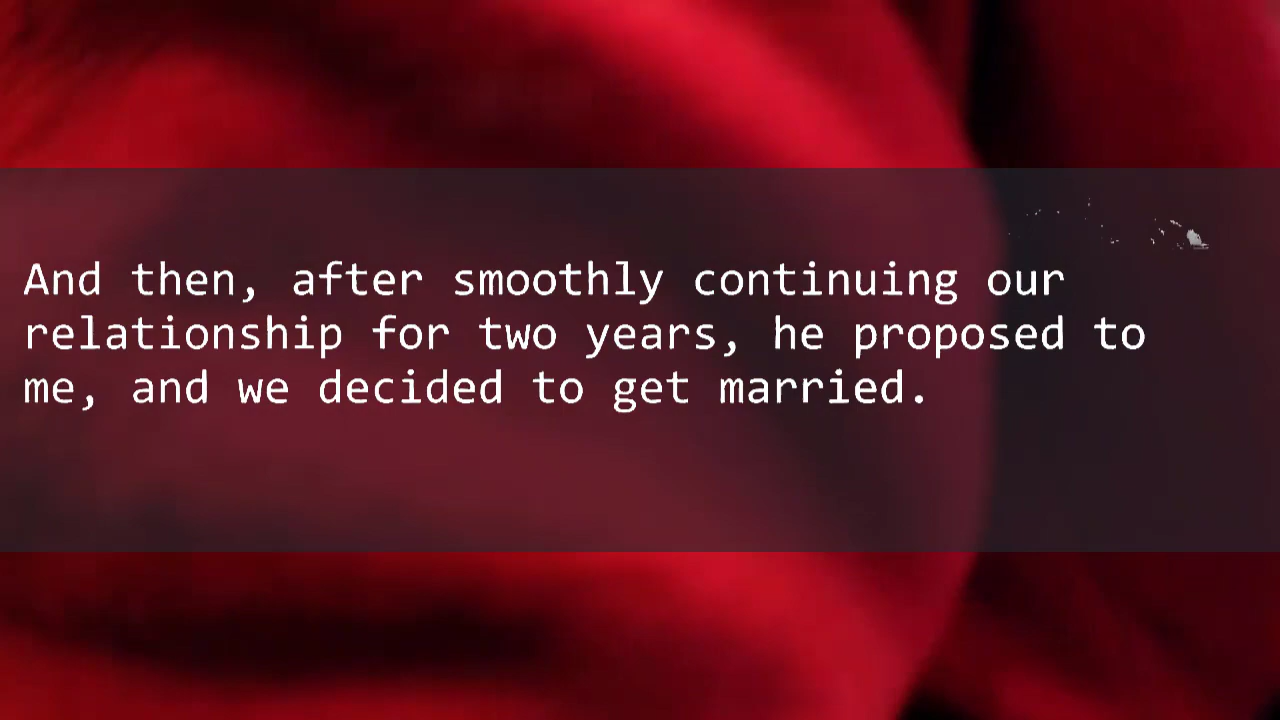 And then, after smoothly continuing our
relationship for two years, he proposed to
me, and we decided to get married.